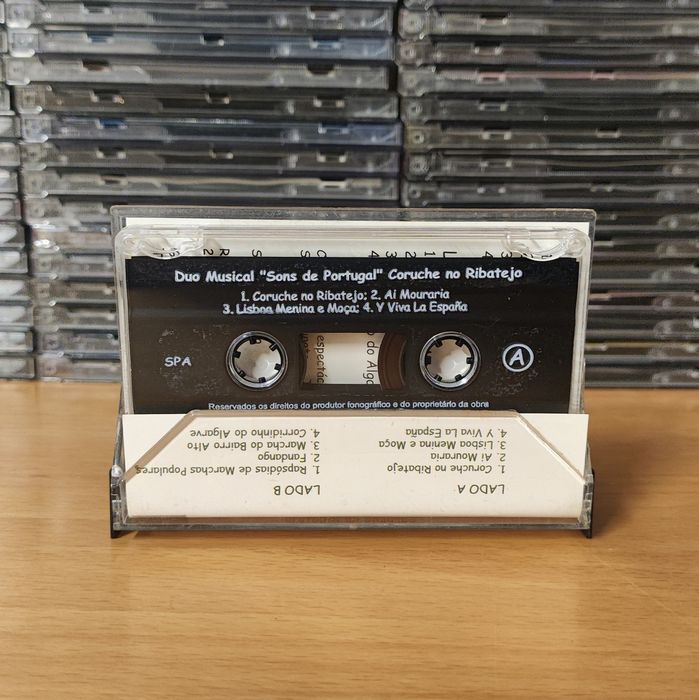 Duo Musical "Sons de Portugal" Coruche no Ribatejo
1. Coruche no Ribatejo; 2. Ai Mouraria
3. Lisboa Menina e Moça; 4. Y Viva La España
SPA
A
espectác
o do Alga
Reservados os direitos do produtor fonográfico e do proprietário da obra
LADO A
1. Coruche no Ribatejo
2. Ai Mouraria
3. Lisboa Menina e Moça
4. Y Viva La España
LADO B
1. Rapsódias de Marchas Populares
2. Fandango
3. Marcha do Bairro Alto
4. Corridinho do Algarve